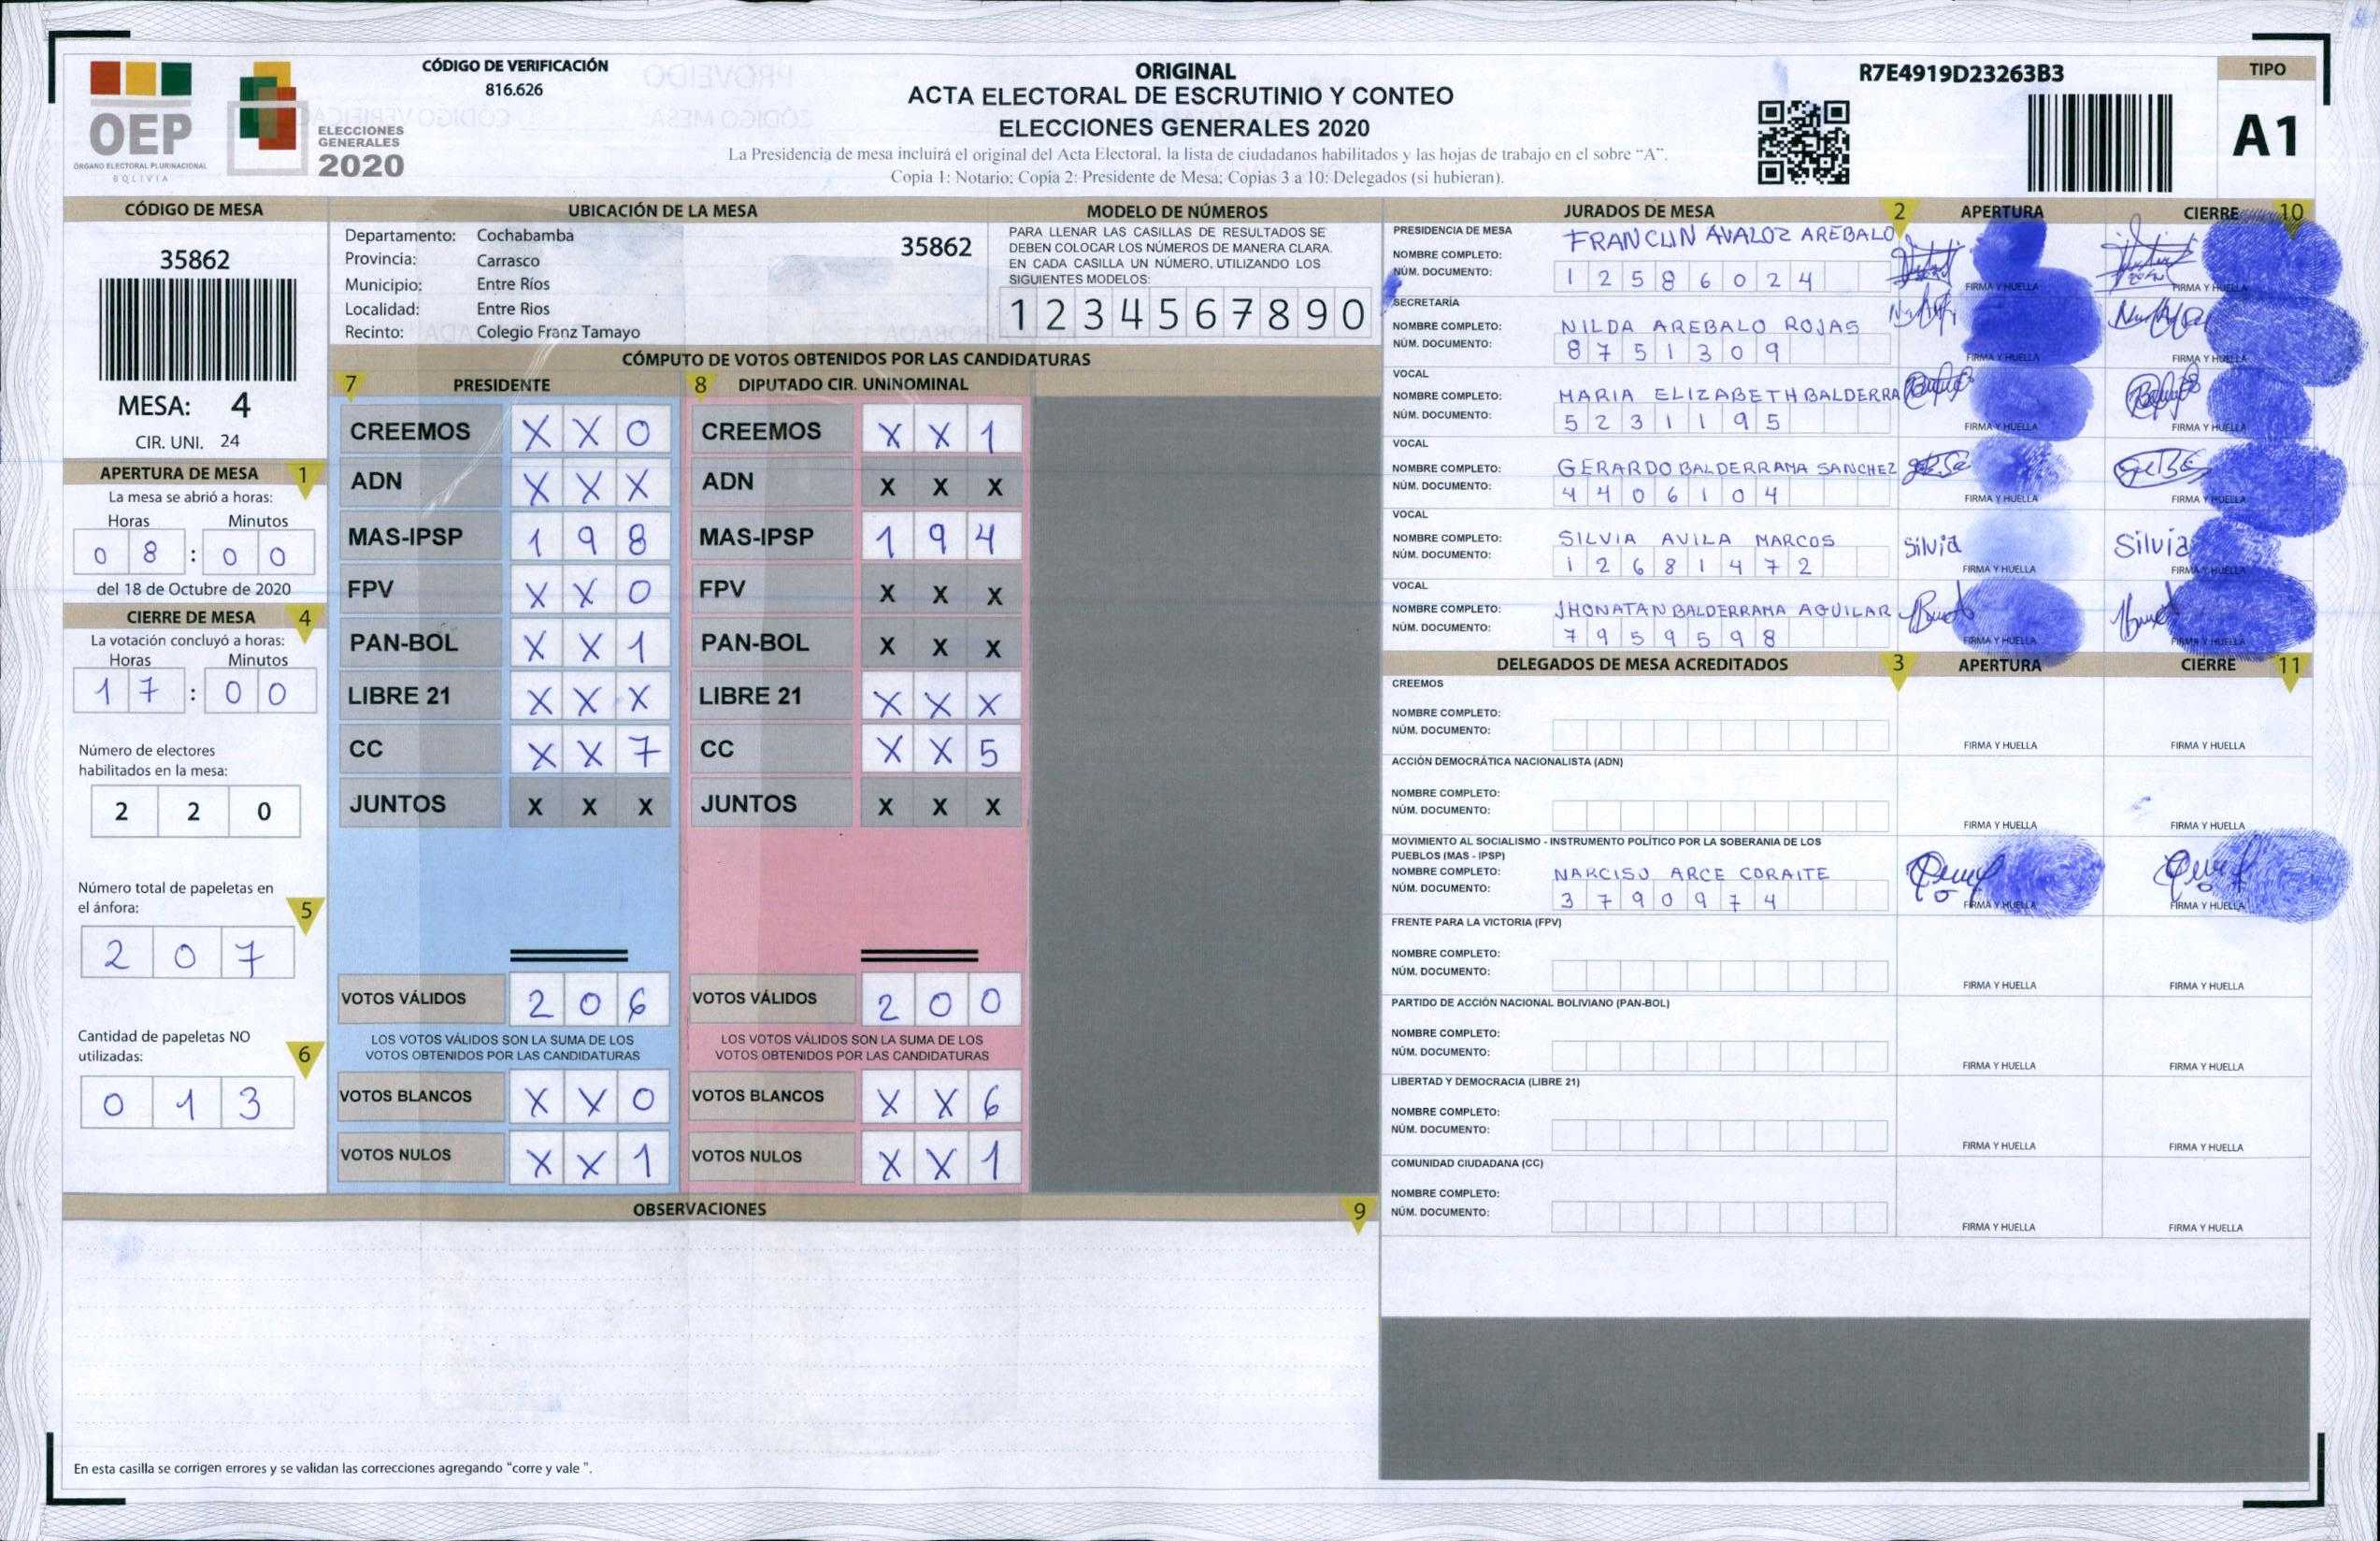 CÓDIGO DE VERIFICACIÓN
816.626
OEP
ÓRGANO ELECTORAL PLURINACIONAL
BOLIVIA
ELECCIONES
GENERALES
2020
ORIGINAL
ACTA ELECTORAL DE ESCRUTINIO Y CONTEO
ELECCIONES GENERALES 2020
La Presidencia de mesa incluirá el original del Acta Electoral, la lista de ciudadanos habilitados y las hojas de trabajo en el sobre "A".
Copia 1: Notario; Copia 2: Presidente de Mesa; Copias 3 a 10: Delegados (si hubieran).
R7E4919D23263B3
TIPO
A1
CÓDIGO DE MESA
35862
MESA: 4
CIR. UNI. 24
APERTURA DE MESA 1
La mesa se abrió a horas:
Horas Minutos
0 8 : 0 0
del 18 de Octubre de 2020
CIERRE DE MESA 4
La votación concluyó a horas:
Horas Minutos
1 7 : 0 0
Número de electores
habilitados en la mesa:
2 2 0
Número total de papeletas en
el ánfora: 5
2 0 7
Cantidad de papeletas NO
utilizadas: 6
0 1 3
UBICACIÓN DE LA MESA
Departamento: Cochabamba
Provincia: Carrasco
Municipio: Entre Ríos
Localidad: Entre Rios
Recinto: Colegio Franz Tamayo
35862
MODELO DE NÚMEROS
PARA LLENAR LAS CASILLAS DE RESULTADOS SE
DEBEN COLOCAR LOS NÚMEROS DE MANERA CLARA.
EN CADA CASILLA UN NÚMERO, UTILIZANDO LOS
SIGUIENTES MODELOS:
1 2 3 4 5 6 7 8 9 0
CÓMPUTO DE VOTOS OBTENIDOS POR LAS CANDIDATURAS
7 PRESIDENTE
CREEMOS X X 0
ADN X X X
MAS-IPSP 1 9 8
FPV X X 0
PAN-BOL X X 1
LIBRE 21 X X X
CC X X 7
JUNTOS X X X
VOTOS VÁLIDOS 2 0 6
LOS VOTOS VÁLIDOS SON LA SUMA DE LOS
VOTOS OBTENIDOS POR LAS CANDIDATURAS
VOTOS BLANCOS X X 0
VOTOS NULOS X X 1
8 DIPUTADO CIR. UNINOMINAL
CREEMOS X X 1
ADN X X X
MAS-IPSP 1 9 4
FPV X X X
PAN-BOL X X X
LIBRE 21 X X X
CC X X 5
JUNTOS X X X
VOTOS VÁLIDOS 2 0 0
LOS VOTOS VÁLIDOS SON LA SUMA DE LOS
VOTOS OBTENIDOS POR LAS CANDIDATURAS
VOTOS BLANCOS X X 6
VOTOS NULOS X X 1
OBSERVACIONES 9
En esta casilla se corrigen errores y se validan las correcciones agregando "corre y vale ".
JURADOS DE MESA 2 APERTURA CIERRE 10
PRESIDENCIA DE MESA
NOMBRE COMPLETO: FRANCLIN AVALOZ AREBALO
NÚM. DOCUMENTO: 1 2 5 8 6 0 2 4
FIRMA Y HUELLA FIRMA Y HUELLA
SECRETARÍA
NOMBRE COMPLETO: NILDA AREBALO ROJAS
NÚM. DOCUMENTO: 8 7 5 1 3 0 9
FIRMA Y HUELLA FIRMA Y HUELLA
VOCAL
NOMBRE COMPLETO: MARIA ELIZABETH BALDERRA
NÚM. DOCUMENTO: 5 2 3 1 1 9 5
FIRMA Y HUELLA FIRMA Y HUELLA
VOCAL
NOMBRE COMPLETO: GERARDO BALDERRAMA SANCHEZ
NÚM. DOCUMENTO: 4 4 0 6 1 0 4
FIRMA Y HUELLA FIRMA Y HUELLA
VOCAL
NOMBRE COMPLETO: SILVIA AVILA MARCOS Silvia Silvia
NÚM. DOCUMENTO: 1 2 6 8 1 4 7 2
FIRMA Y HUELLA FIRMA Y HUELLA
VOCAL
NOMBRE COMPLETO: JHONATAN BALDERRAMA AGUILAR
NÚM. DOCUMENTO: 7 9 5 9 5 9 8
FIRMA Y HUELLA FIRMA Y HUELLA
DELEGADOS DE MESA ACREDITADOS 3 APERTURA CIERRE 11
CREEMOS
NOMBRE COMPLETO:
NÚM. DOCUMENTO:
FIRMA Y HUELLA FIRMA Y HUELLA
ACCIÓN DEMOCRÁTICA NACIONALISTA (ADN)
NOMBRE COMPLETO:
NÚM. DOCUMENTO:
FIRMA Y HUELLA FIRMA Y HUELLA
MOVIMIENTO AL SOCIALISMO - INSTRUMENTO POLÍTICO POR LA SOBERANIA DE LOS
PUEBLOS (MAS - IPSP)
NOMBRE COMPLETO: NARCISO ARCE CORAITE
NÚM. DOCUMENTO: 3 7 9 0 9 7 4
FIRMA Y HUELLA FIRMA Y HUELLA
FRENTE PARA LA VICTORIA (FPV)
NOMBRE COMPLETO:
NÚM. DOCUMENTO:
FIRMA Y HUELLA FIRMA Y HUELLA
PARTIDO DE ACCIÓN NACIONAL BOLIVIANO (PAN-BOL)
NOMBRE COMPLETO:
NÚM. DOCUMENTO:
FIRMA Y HUELLA FIRMA Y HUELLA
LIBERTAD Y DEMOCRACIA (LIBRE 21)
NOMBRE COMPLETO:
NÚM. DOCUMENTO:
FIRMA Y HUELLA FIRMA Y HUELLA
COMUNIDAD CIUDADANA (CC)
NOMBRE COMPLETO:
NÚM. DOCUMENTO:
FIRMA Y HUELLA FIRMA Y HUELLA